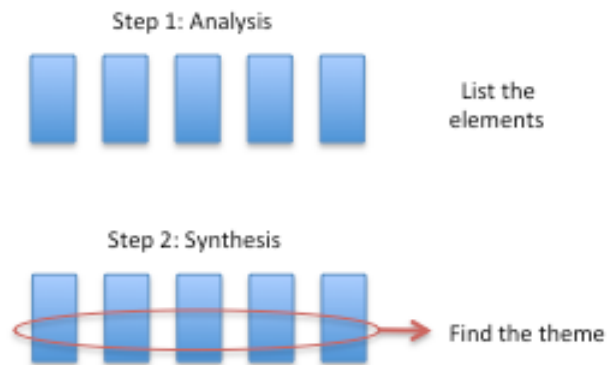 Step 1: Analysis
List the
elements
Step 2: Synthesis
Find the theme